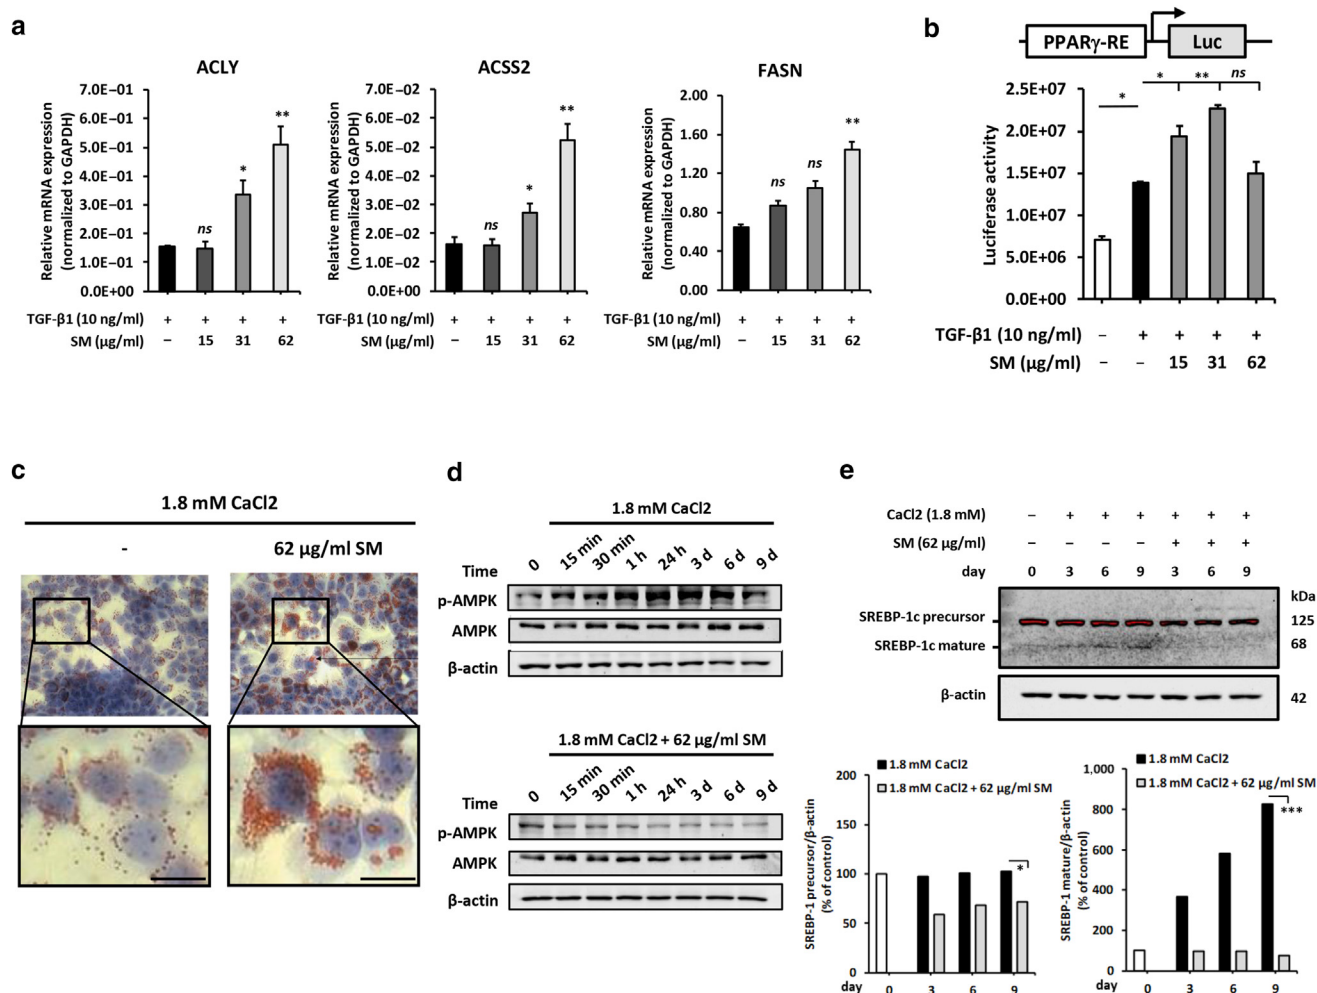 a
ACLY
Relative mRNA expression
(normalized to GAPDH)
7.0E−01
6.0E−01
5.0E−01
4.0E−01
3.0E−01
2.0E−01
1.0E−01
0.0E+00
ns
*
**
TGF-β1 (10 ng/ml) + + + +
SM (µg/ml) – 15 31 62
ACSS2
Relative mRNA expression
(normalized to GAPDH)
7.0E−02
6.0E−02
5.0E−02
4.0E−02
3.0E−02
2.0E−02
1.0E−02
0.0E+00
ns
*
**
TGF-β1 (10 ng/ml) + + + +
SM (µg/ml) – 15 31 62
FASN
Relative mRNA expression
(normalized to GAPDH)
2.00
1.60
1.20
0.80
0.40
0.00
ns
ns
**
TGF-β1 (10 ng/ml) + + + +
SM (µg/ml) – 15 31 62
b
PPARγ-RE Luc
Luciferase activity
2.5E+07
2.0E+07
1.5E+07
1.0E+07
5.0E+06
0.0E+00
* * ** ns
TGF-β1 (10 ng/ml) – + + + +
SM (µg/ml) – – 15 31 62
c
1.8 mM CaCl2
- 62 µg/ml SM
d
1.8 mM CaCl2
Time 0 15 min 30 min 1 h 24 h 3 d 6 d 9 d
p-AMPK
AMPK
β-actin
1.8 mM CaCl2 + 62 µg/ml SM
Time 0 15 min 30 min 1 h 24 h 3 d 6 d 9 d
p-AMPK
AMPK
β-actin
e
CaCl2 (1.8 mM) – + + + + + +
SM (62 µg/ml) – – – – + + +
day 0 3 6 9 3 6 9
kDa
SREBP-1c precursor 125
SREBP-1c mature 68
β-actin 42
SREBP-1 precursor/β-actin
(% of control)
1.8 mM CaCl2
1.8 mM CaCl2 + 62 µg/ml SM
200
150
100
50
0
*
day 0 3 6 9
SREBP-1 mature/β-actin
(% of control)
1.8 mM CaCl2
1.8 mM CaCl2 + 62 µg/ml SM
1,000
800
600
400
200
0
***
day 0 3 6 9